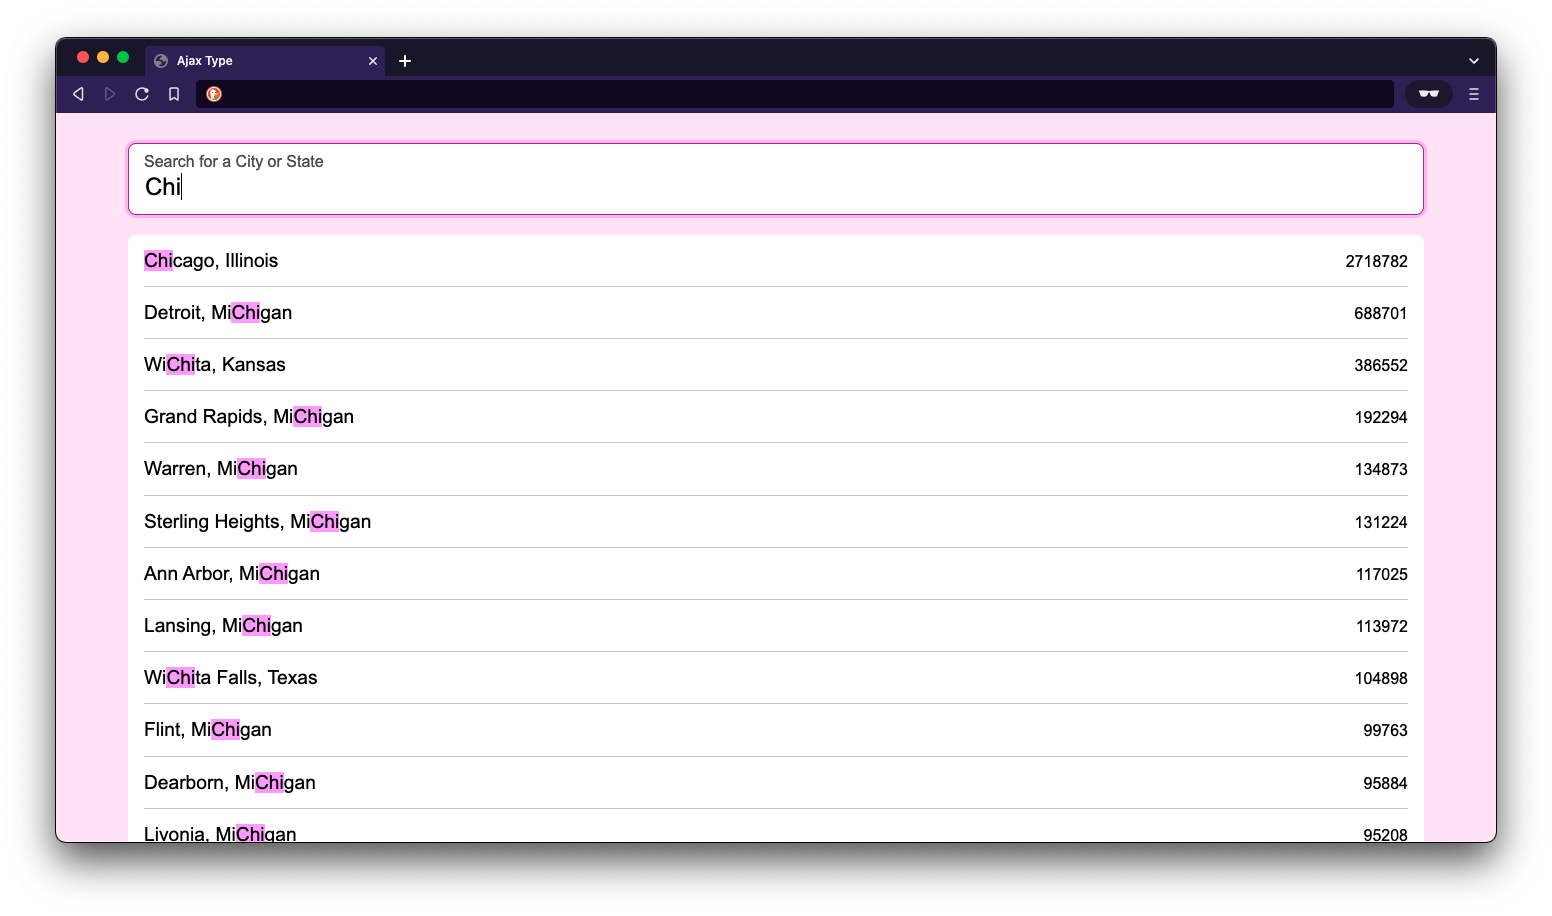 Ajax Type
Search for a City or State
Chi
Chicago, Illinois 2718782
Detroit, MiChigan 688701
WiChita, Kansas 386552
Grand Rapids, MiChigan 192294
Warren, MiChigan 134873
Sterling Heights, MiChigan 131224
Ann Arbor, MiChigan 117025
Lansing, MiChigan 113972
WiChita Falls, Texas 104898
Flint, MiChigan 99763
Dearborn, MiChigan 95884
Livonia, MiChigan 95208